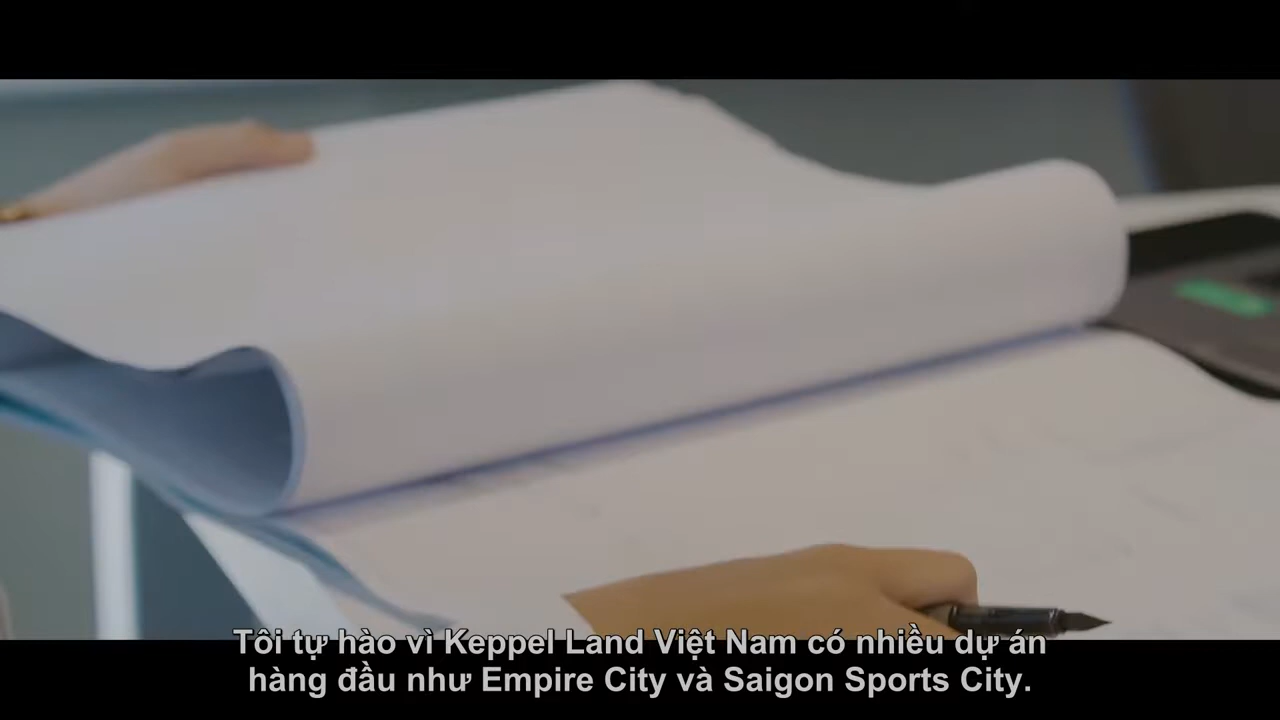 Tôi tự hào vì Keppel Land Việt Nam có nhiều dự án
hàng đầu như Empire City và Saigon Sports City.